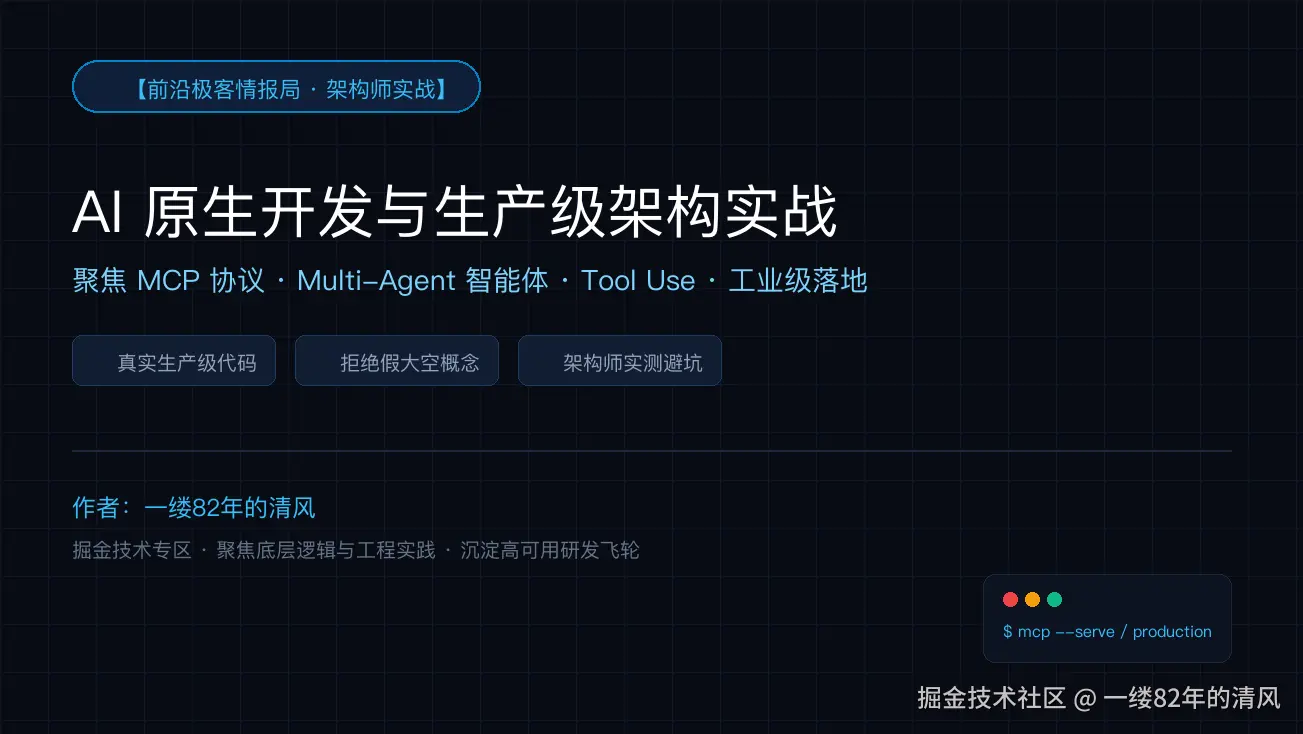 【前沿极客情报局 · 架构师实战】
AI 原生开发与生产级架构实战
聚焦 MCP 协议 · Multi-Agent 智能体 · Tool Use · 工业级落地
真实生产级代码
拒绝假大空概念
架构师实测避坑
作者：一缕82年的清风
掘金技术专区 · 聚焦底层逻辑与工程实践 · 沉淀高可用研发飞轮
$ mcp --serve / production
掘金技术社区 @ 一缕82年的清风